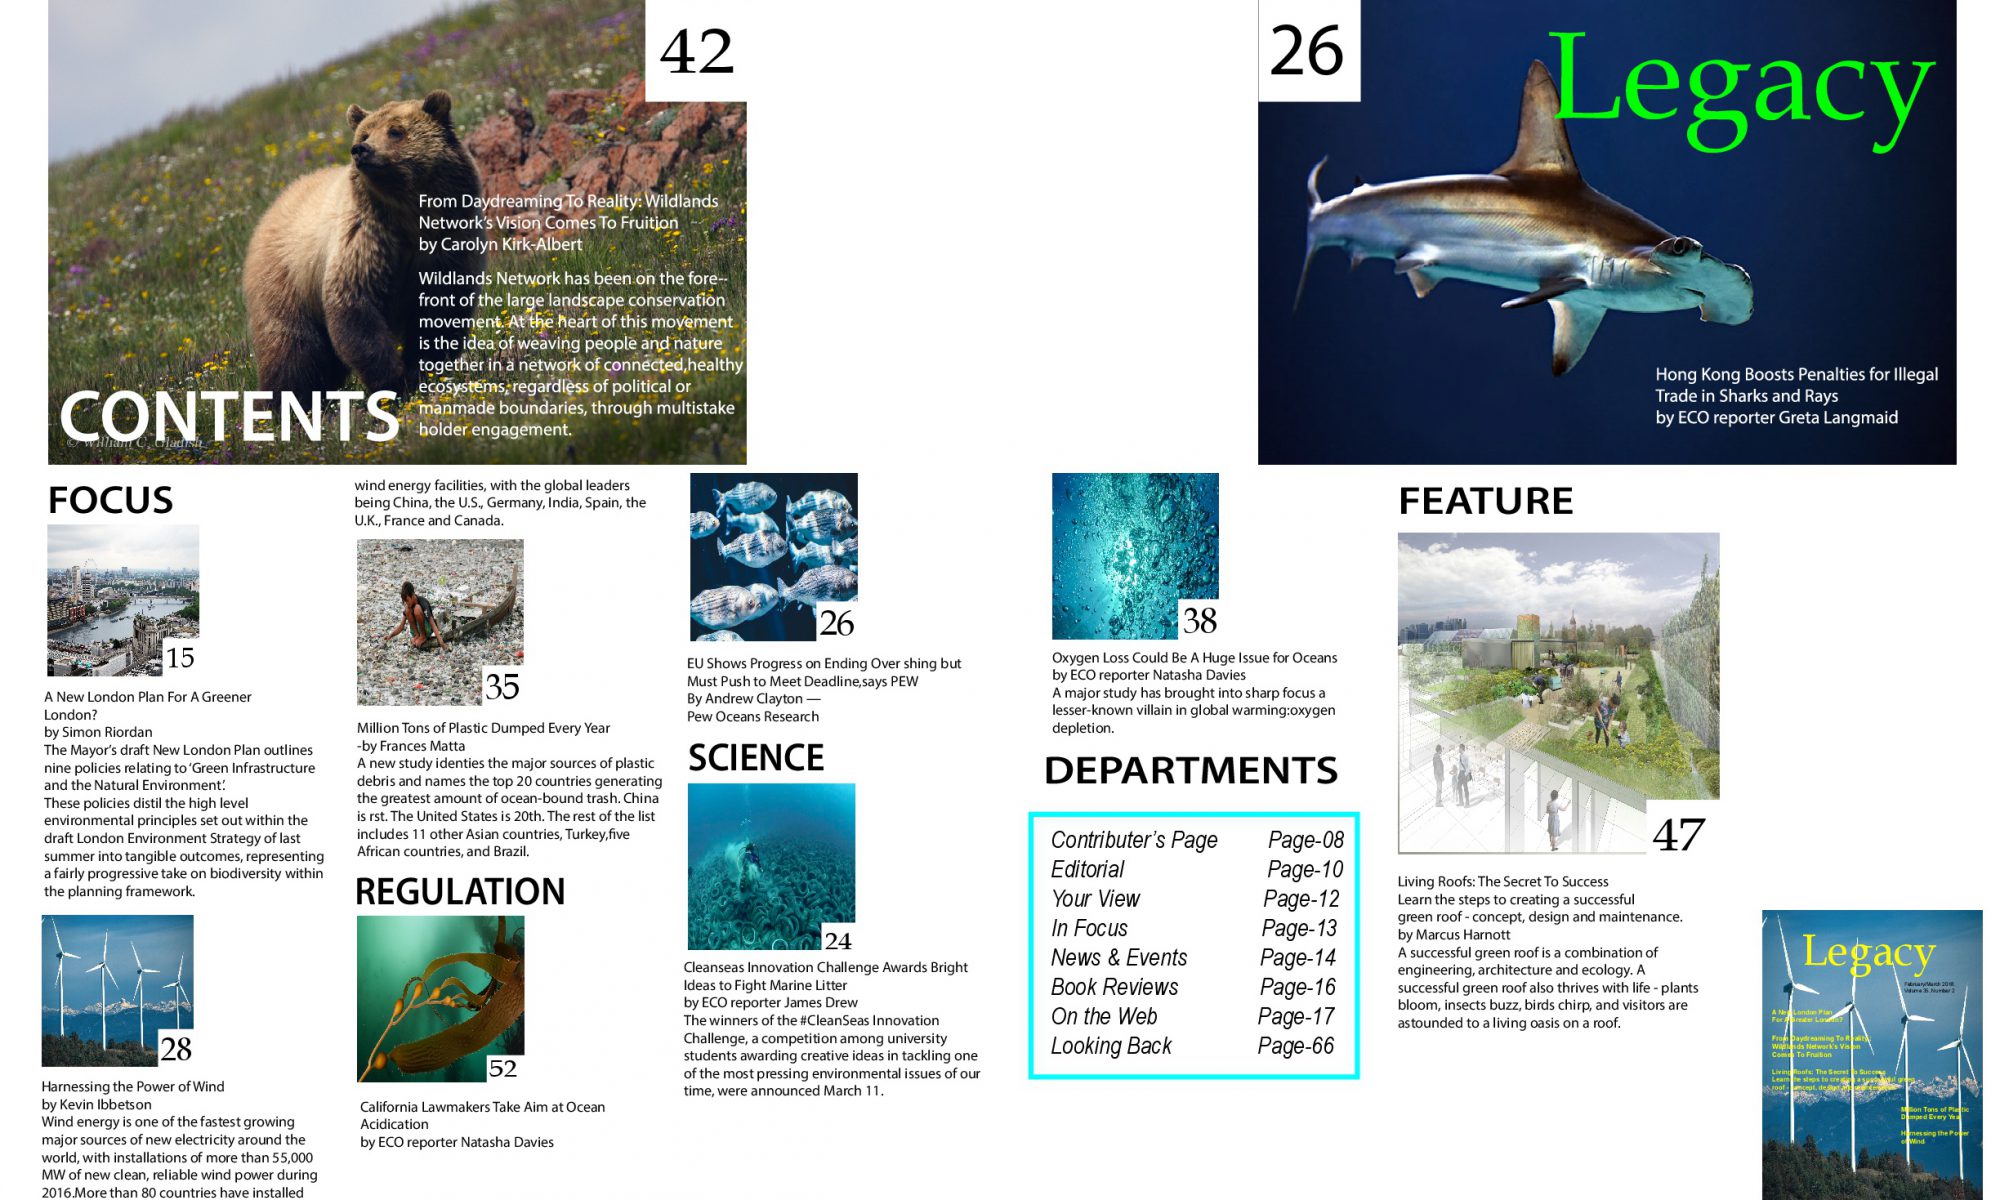 42
From Daydreaming To Reality: Wildlands
Network's Vision Comes To Fruition
by Carolyn Kirk-Albert
Wildlands Network has been on the fore--
front of the large landscape conservation
movement. At the heart of this movement
is the idea of weaving people and nature
together in a network of connected,healthy
ecosystems, regardless of political or
manmade boundaries, through multistake
holder engagement.
CONTENTS
© William C. Gladish
26
Legacy
Hong Kong Boosts Penalties for Illegal
Trade in Sharks and Rays
by ECO reporter Greta Langmaid
FOCUS
15
A New London Plan For A Greener
London?
by Simon Riordan
The Mayor's draft New London Plan outlines
nine policies relating to 'Green Infrastructure
and the Natural Environment'.
These policies distil the high level
environmental principles set out within the
draft London Environment Strategy of last
summer into tangible outcomes, representing
a fairly progressive take on biodiversity within
the planning framework.
28
Harnessing the Power of Wind
by Kevin Ibbetson
Wind energy is one of the fastest growing
major sources of new electricity around the
world, with installations of more than 55,000
MW of new clean, reliable wind power during
2016.More than 80 countries have installed
wind energy facilities, with the global leaders
being China, the U.S., Germany, India, Spain, the
U.K., France and Canada.
35
Million Tons of Plastic Dumped Every Year
-by Frances Matta
A new study identies the major sources of plastic
debris and names the top 20 countries generating
the greatest amount of ocean-bound trash. China
is rst. The United States is 20th. The rest of the list
includes 11 other Asian countries, Turkey,five
African countries, and Brazil.
REGULATION
52
California Lawmakers Take Aim at Ocean
Acidication
by ECO reporter Natasha Davies
26
EU Shows Progress on Ending Over shing but
Must Push to Meet Deadline,says PEW
By Andrew Clayton —
Pew Oceans Research
SCIENCE
24
Cleanseas Innovation Challenge Awards Bright
Ideas to Fight Marine Litter
by ECO reporter James Drew
The winners of the #CleanSeas Innovation
Challenge, a competition among university
students awarding creative ideas in tackling one
of the most pressing environmental issues of our
time, were announced March 11.
38
Oxygen Loss Could Be A Huge Issue for Oceans
by ECO reporter Natasha Davies
A major study has brought into sharp focus a
lesser-known villain in global warming:oxygen
depletion.
DEPARTMENTS
Contributer's Page Page-08
Editorial Page-10
Your View Page-12
In Focus Page-13
News & Events Page-14
Book Reviews Page-16
On the Web Page-17
Looking Back Page-66
FEATURE
47
Living Roofs: The Secret To Success
Learn the steps to creating a successful
green roof - concept, design and maintenance.
by Marcus Harnott
A successful green roof is a combination of
engineering, architecture and ecology. A
successful green roof also thrives with life - plants
bloom, insects buzz, birds chirp, and visitors are
astounded to a living oasis on a roof.
Legacy
February/March 2018
Volume 35, Number 2
A New London Plan
For A Greater London?
From Daydreaming To Reality:
Wildlands Network's Vision
Comes To Fruition
Living Roofs: The Secret To Success
Learn the steps to creating a successful green
roof - concept, design
Million Tons of Plastic
Dumped Every Year
Harnessing the Power
of Wind